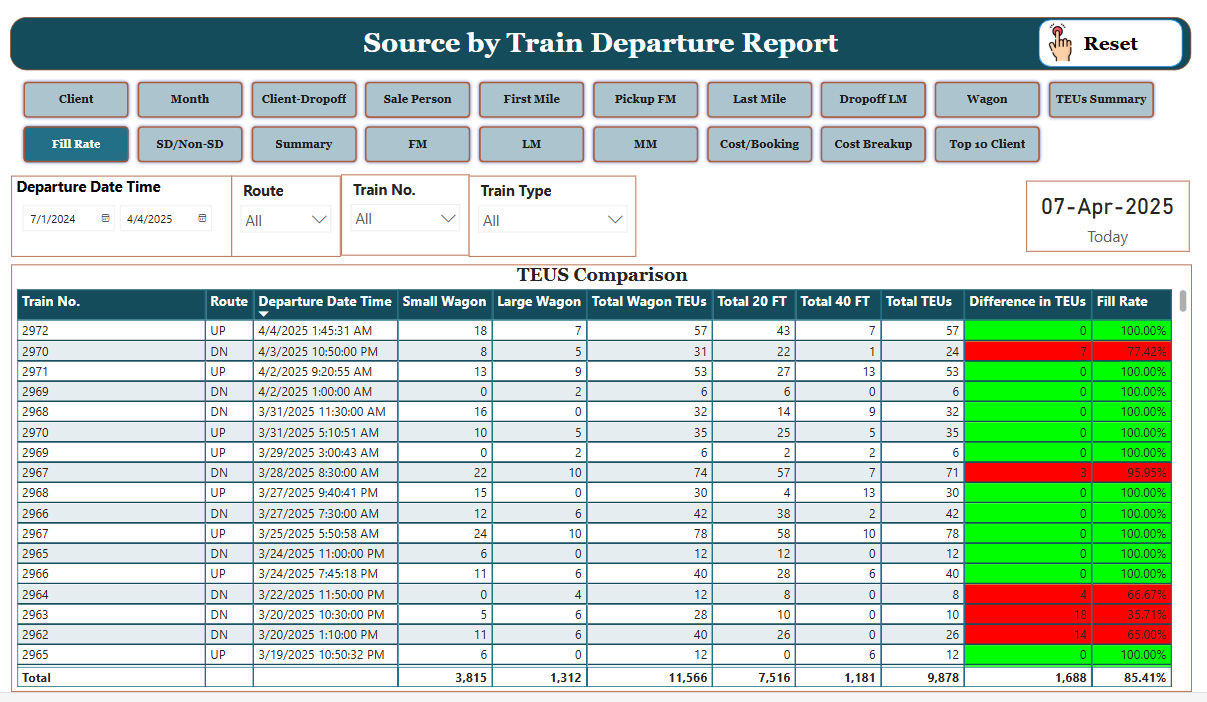 Source by Train Departure Report
Reset
Client Month Client-Dropoff Sale Person First Mile Pickup FM Last Mile Dropoff LM Wagon TEUs Summary
Fill Rate SD/Non-SD Summary FM LM MM Cost/Booking Cost Breakup Top 10 Client
Departure Date Time Route Train No. Train Type
7/1/2024 4/4/2025 All All All
07-Apr-2025
Today
TEUS Comparison
Train No. Route Departure Date Time Small Wagon Large Wagon Total Wagon TEUs Total 20 FT Total 40 FT Total TEUs Difference in TEUs Fill Rate
2972 UP 4/4/2025 1:45:31 AM 18 7 57 43 7 57 0 100.00%
2970 DN 4/3/2025 10:50:00 PM 8 5 31 22 1 24 7 77.42%
2971 UP 4/2/2025 9:20:55 AM 13 9 53 27 13 53 0 100.00%
2969 DN 4/2/2025 1:00:00 AM 0 2 6 6 0 6 0 100.00%
2968 DN 3/31/2025 11:30:00 AM 16 0 32 14 9 32 0 100.00%
2970 UP 3/31/2025 5:10:51 AM 10 5 35 25 5 35 0 100.00%
2969 UP 3/29/2025 3:00:43 AM 0 2 6 2 2 6 0 100.00%
2967 DN 3/28/2025 8:30:00 AM 22 10 74 57 7 71 3 95.95%
2968 UP 3/27/2025 9:40:41 PM 15 0 30 4 13 30 0 100.00%
2966 DN 3/27/2025 7:30:00 AM 12 6 42 38 2 42 0 100.00%
2967 UP 3/25/2025 5:50:58 AM 24 10 78 58 10 78 0 100.00%
2965 DN 3/24/2025 11:00:00 PM 6 0 12 12 0 12 0 100.00%
2966 UP 3/24/2025 7:45:18 PM 11 6 40 28 6 40 0 100.00%
2964 DN 3/22/2025 11:50:00 PM 0 4 12 8 0 8 4 66.67%
2963 DN 3/20/2025 10:30:00 PM 5 6 28 10 0 10 18 35.71%
2962 DN 3/20/2025 1:10:00 PM 11 6 40 26 0 26 14 65.00%
2965 UP 3/19/2025 10:50:32 PM 6 0 12 0 6 12 0 100.00%
Total 3,815 1,312 11,566 7,516 1,181 9,878 1,688 85.41%